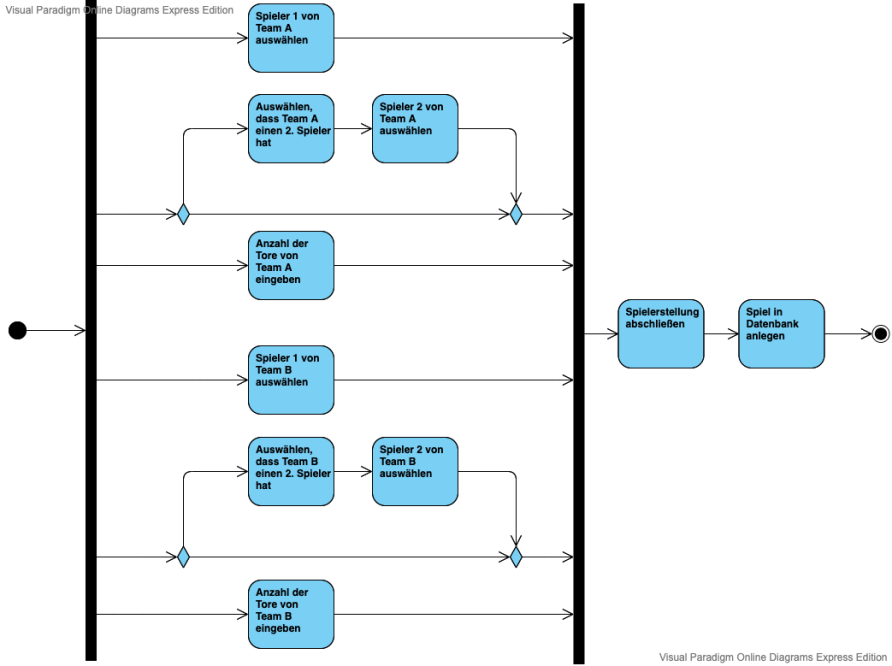 Visual Paradigm Online Diagrams Express Edition
Spieler 1 von
Team A
auswählen
Auswählen,
dass Team A
einen 2. Spieler
hat
Spieler 2 von
Team A
auswählen
Anzahl der
Tore von
Team A
eingeben
Spielerstellung
abschließen
Spiel in
Datenbank
anlegen
Spieler 1 von
Team B
auswählen
Auswählen,
dass Team B
einen 2. Spieler
hat
Spieler 2 von
Team B
auswählen
Anzahl der
Tore von
Team B
eingeben
Visual Paradigm Online Diagrams Express Edition